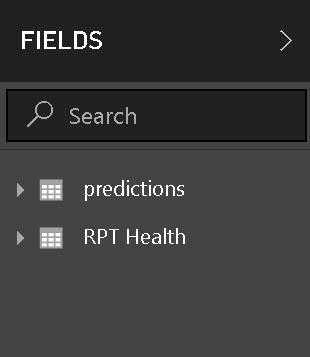 FIELDS
Search
predictions
RPT Health